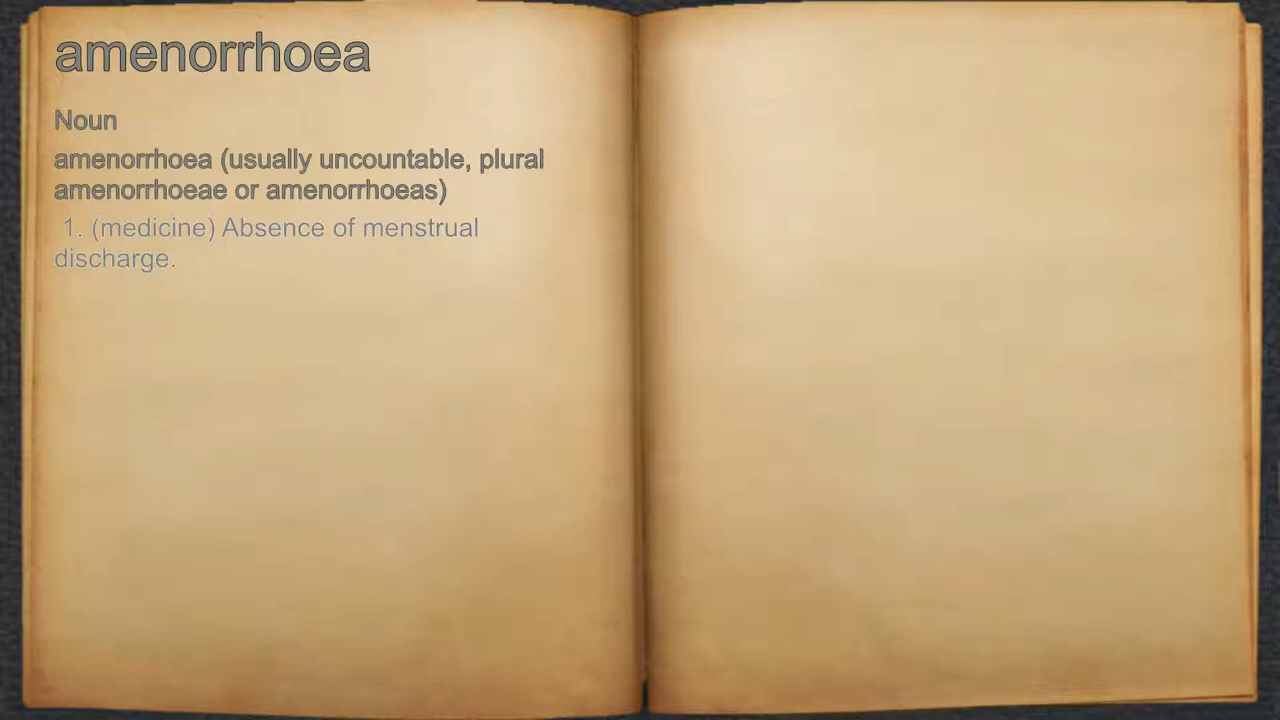 amenorrhoea
Noun
amenorrhoea (usually uncountable, plural
amenorrhoeae or amenorrhoeas)
1. (medicine) Absence of menstrual
discharge.